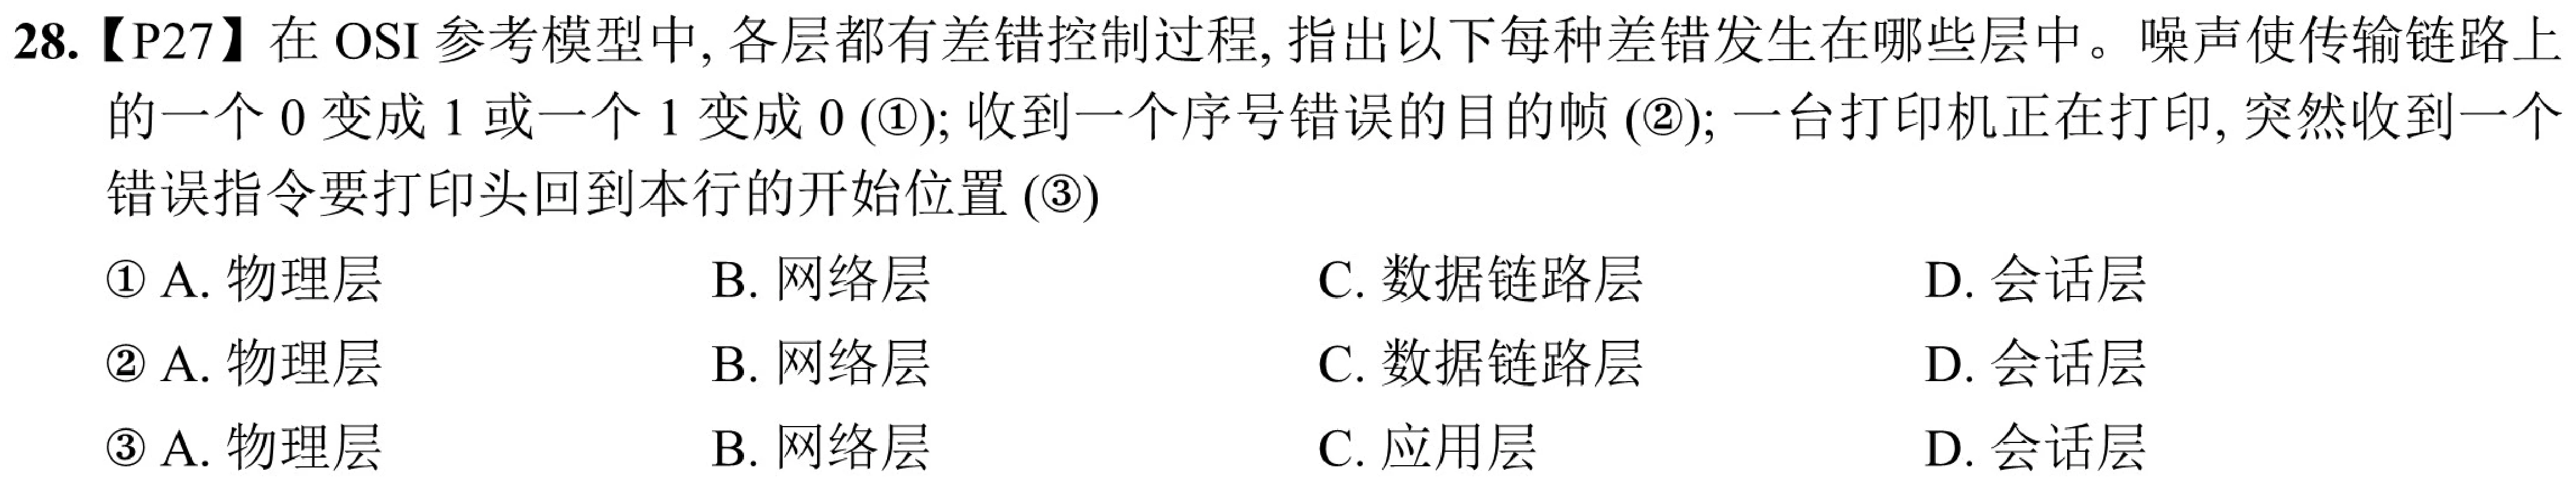 28.【P27】在 OSI 参考模型中, 各层都有差错控制过程, 指出以下每种差错发生在哪些层中。噪声使传输链路上
的一个 0 变成 1 或一个 1 变成 0 (①); 收到一个序号错误的目的帧 (②); 一台打印机正在打印, 突然收到一个
错误指令要打印头回到本行的开始位置 (③)
① A. 物理层 B. 网络层 C. 数据链路层 D. 会话层
② A. 物理层 B. 网络层 C. 数据链路层 D. 会话层
③ A. 物理层 B. 网络层 C. 应用层 D. 会话层